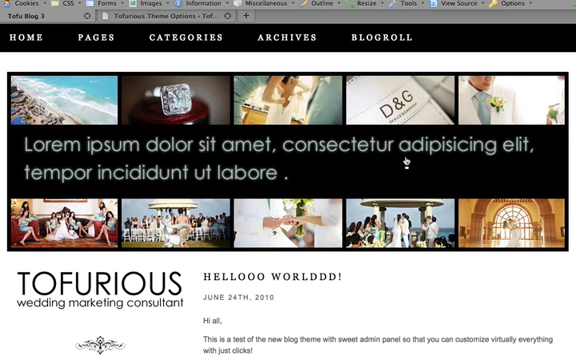 Cookies CSS Forms Images Information Miscellaneous Outline Resize Tools View Source Options
Tofu Blog 3 Tofurious Theme Options ‹ Tof...
HOME PAGES CATEGORIES ARCHIVES BLOGROLL
D&G
Lorem ipsum dolor sit amet, consectetur adipisicing elit,
tempor incididunt ut labore .
TOFURIOUS
wedding marketing consultant
HELLOOO WORLDDD!
JUNE 24TH, 2010
Hi all,
This is a test of the new blog theme with sweet admin panel so that you can customize virtually everything
with just clicks!